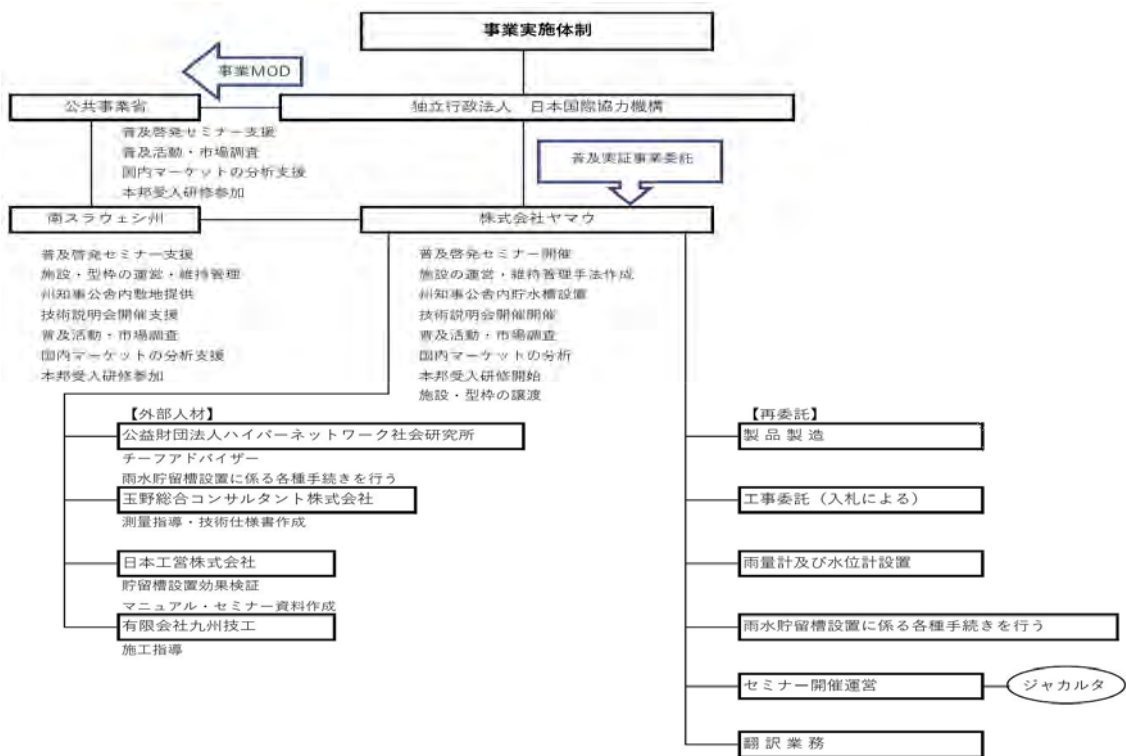 事業実施体制
事業MOD
公共事業省
独立行政法人 日本国際協力機構
普及啓発セミナー支援
普及活動・市場調査
国内マーケットの分析支援
本邦受入研修参加
普及実証事業委託
南スラウェシ州
株式会社ヤマウ
普及啓発セミナー支援
施設・型枠の運営・維持管理
州知事公舎内敷地提供
技術説明会開催支援
普及活動・市場調査
国内マーケットの分析支援
本邦受入研修参加
普及啓発セミナー開催
施設の運営・維持管理手法作成
州知事公舎内貯水槽設置
技術説明会開催開催
普及活動・市場調査
国内マーケットの分析
本邦受入研修開始
施設・型枠の譲渡
【外部人材】
公益財団法人ハイパーネットワーク社会研究所
チーフアドバイザー
雨水貯留槽設置に係る各種手続きを行う
玉野総合コンサルタント株式会社
測量指導・技術仕様書作成
日本工営株式会社
貯留槽設置効果検証
マニュアル・セミナー資料作成
有限会社九州技工
施工指導
【再委託】
製品製造
工事委託（入札による）
雨量計及び水位計設置
雨水貯留槽設置に係る各種手続きを行う
セミナー開催運営
ジャカルタ
翻訳業務